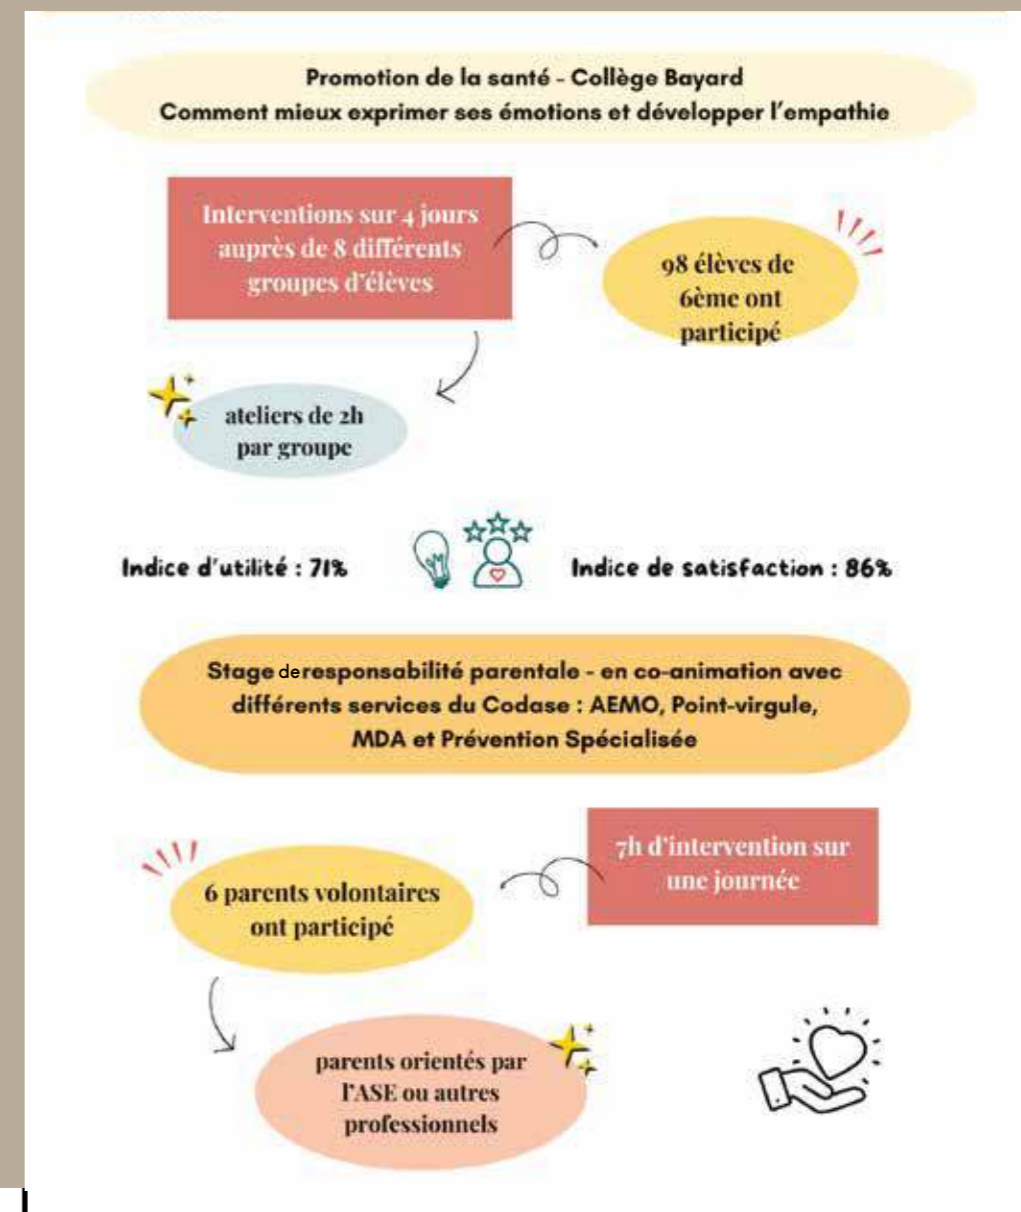 Promotion de la santé - Collège Bayard
Comment mieux exprimer ses émotions et développer l'empathie
Interventions sur 4 jours
auprès de 8 différents
groupes d'élèves
98 élèves de
6ème ont
participé
ateliers de 2h
par groupe
Indice d'utilité : 71%
Indice de satisfaction : 86%
Stage de responsabilité parentale - en co-animation avec
différents services du Codase : AEMO, Point-virgule,
MDA et Prévention Spécialisée
7h d'intervention sur
une journée
6 parents volontaires
ont participé
parents orientés par
l'ASE ou autres
professionnels